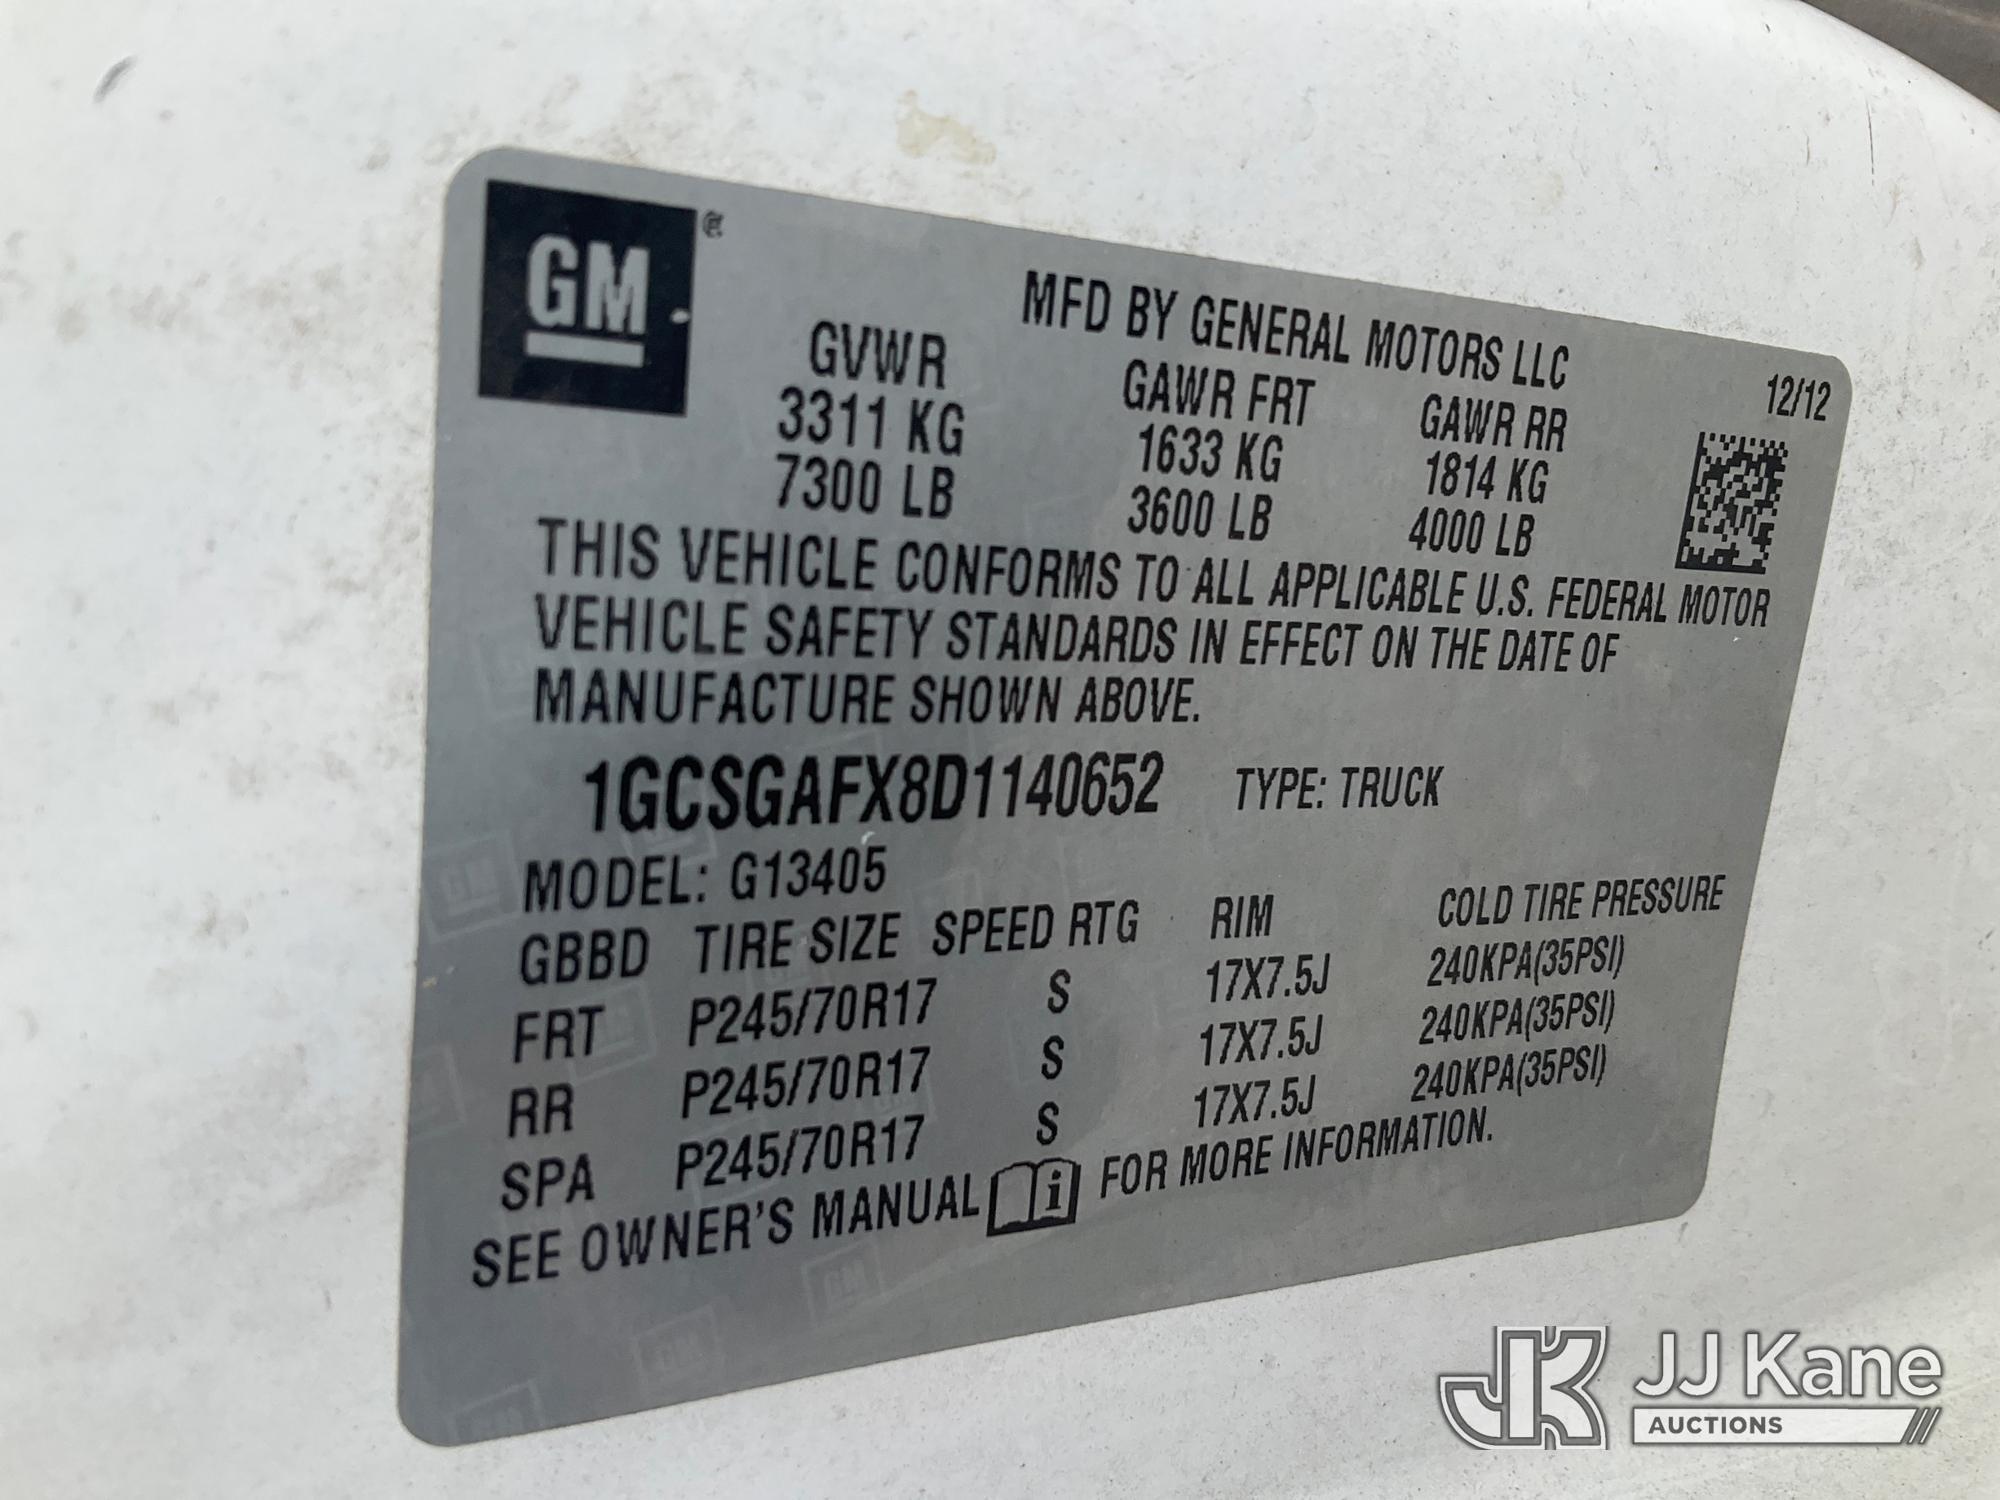 GM®
MFD BY GENERAL MOTORS LLC
12/12
GVWR GAWR FRT GAWR RR
3311 KG 1633 KG 1814 KG
7300 LB 3600 LB 4000 LB
THIS VEHICLE CONFORMS TO ALL APPLICABLE U.S. FEDERAL MOTOR
VEHICLE SAFETY STANDARDS IN EFFECT ON THE DATE OF
MANUFACTURE SHOWN ABOVE.
1GCSGAFX8D1140652 TYPE: TRUCK
MODEL: G13405
GBBD TIRE SIZE SPEED RTG RIM COLD TIRE PRESSURE
FRT P245/70R17 S 17X7.5J 240KPA(35PSI)
RR P245/70R17 S 17X7.5J 240KPA(35PSI)
SPA P245/70R17 S 17X7.5J 240KPA(35PSI)
SEE OWNER'S MANUAL i FOR MORE INFORMATION.
JK JJ Kane
AUCTIONS